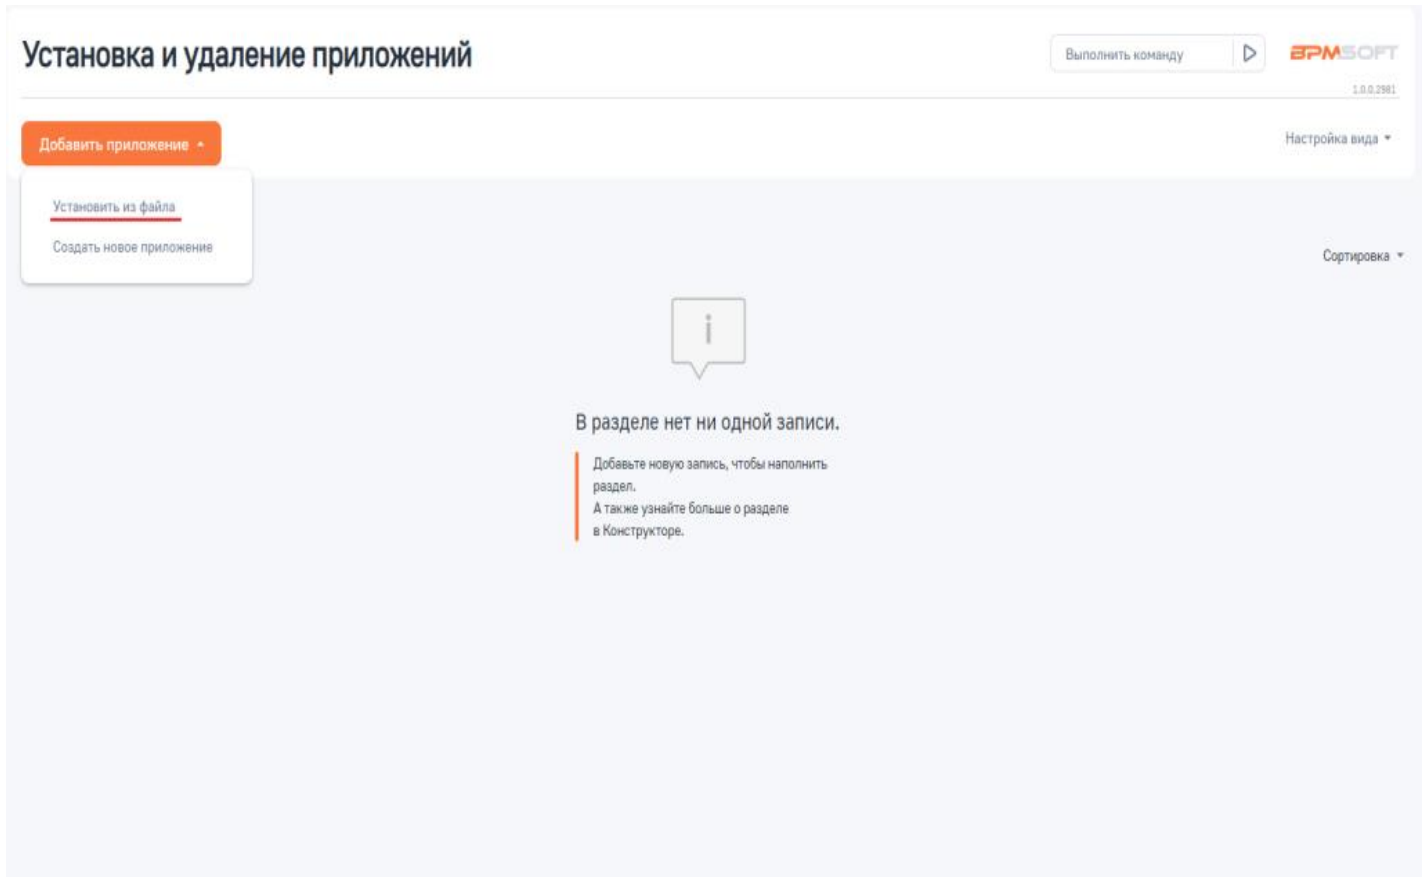 Установка и удаление приложений
Выполнить команду
BPMSOFT
1.0.0.2981
Добавить приложение
Настройка вида
Установить из файла
Создать новое приложение
Сортировка
i
В разделе нет ни одной записи.
Добавьте новую запись, чтобы наполнить
раздел.
А также узнайте больше о разделе
в Конструкторе.